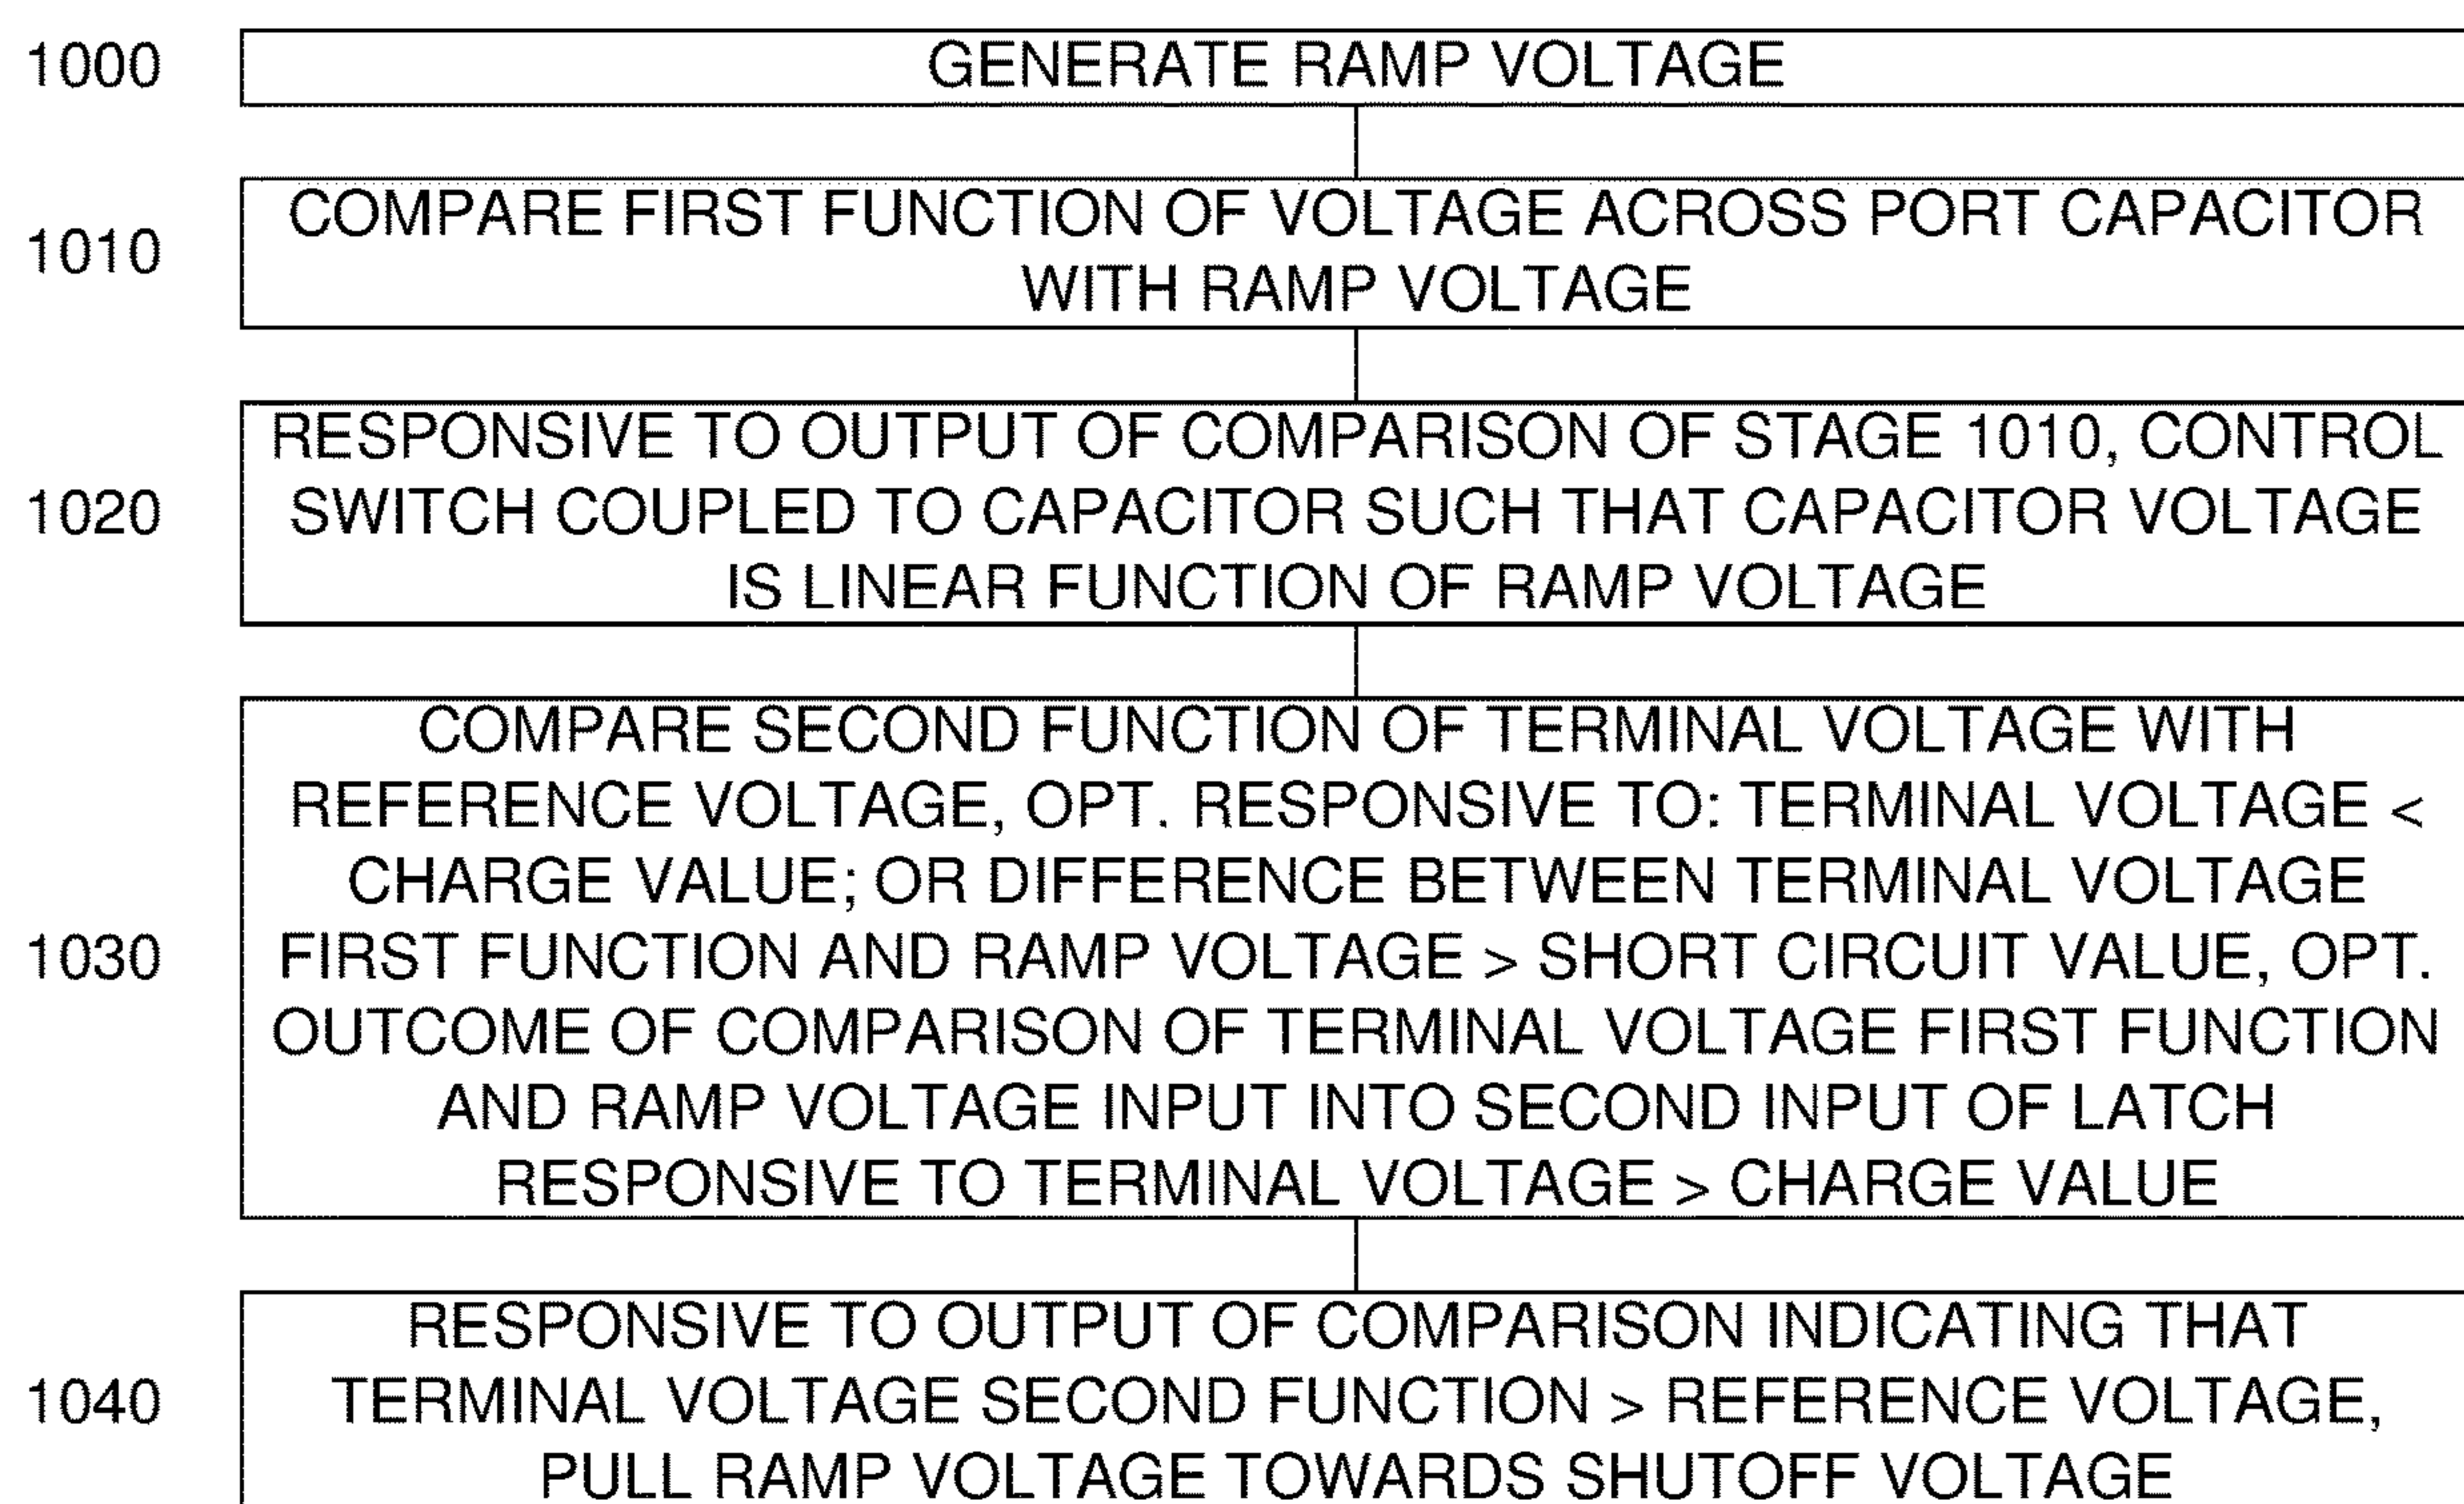 1000
GENERATE RAMP VOLTAGE
1010
COMPARE FIRST FUNCTION OF VOLTAGE ACROSS PORT CAPACITOR
WITH RAMP VOLTAGE
1020
RESPONSIVE TO OUTPUT OF COMPARISON OF STAGE 1010, CONTROL
SWITCH COUPLED TO CAPACITOR SUCH THAT CAPACITOR VOLTAGE
IS LINEAR FUNCTION OF RAMP VOLTAGE
1030
COMPARE SECOND FUNCTION OF TERMINAL VOLTAGE WITH
REFERENCE VOLTAGE, OPT. RESPONSIVE TO: TERMINAL VOLTAGE <
CHARGE VALUE; OR DIFFERENCE BETWEEN TERMINAL VOLTAGE
FIRST FUNCTION AND RAMP VOLTAGE > SHORT CIRCUIT VALUE, OPT.
OUTCOME OF COMPARISON OF TERMINAL VOLTAGE FIRST FUNCTION
AND RAMP VOLTAGE INPUT INTO SECOND INPUT OF LATCH
RESPONSIVE TO TERMINAL VOLTAGE > CHARGE VALUE
1040
RESPONSIVE TO OUTPUT OF COMPARISON INDICATING THAT
TERMINAL VOLTAGE SECOND FUNCTION > REFERENCE VOLTAGE,
PULL RAMP VOLTAGE TOWARDS SHUTOFF VOLTAGE